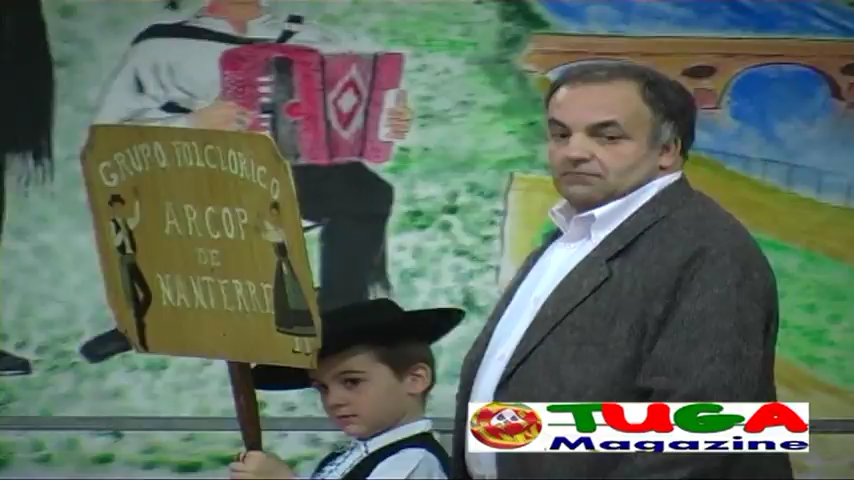 GRUPO FOLCLORICO
ARCOP
DE
NANTERRE
TUGA
Magazine